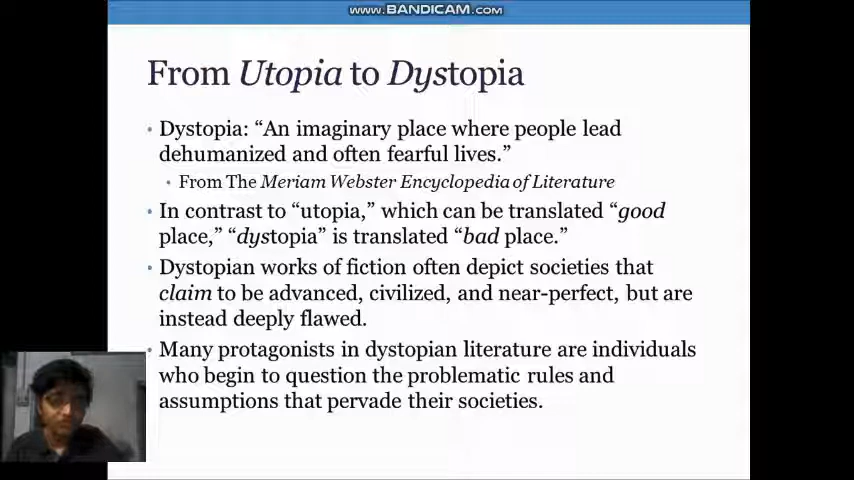 www.BANDICAM.com
From Utopia to Dystopia
• Dystopia: “An imaginary place where people lead
dehumanized and often fearful lives.”
• From The Meriam Webster Encyclopedia of Literature
• In contrast to “utopia,” which can be translated “good
place,” “dystopia” is translated “bad place.”
• Dystopian works of fiction often depict societies that
claim to be advanced, civilized, and near-perfect, but are
instead deeply flawed.
• Many protagonists in dystopian literature are individuals
who begin to question the problematic rules and
assumptions that pervade their societies.